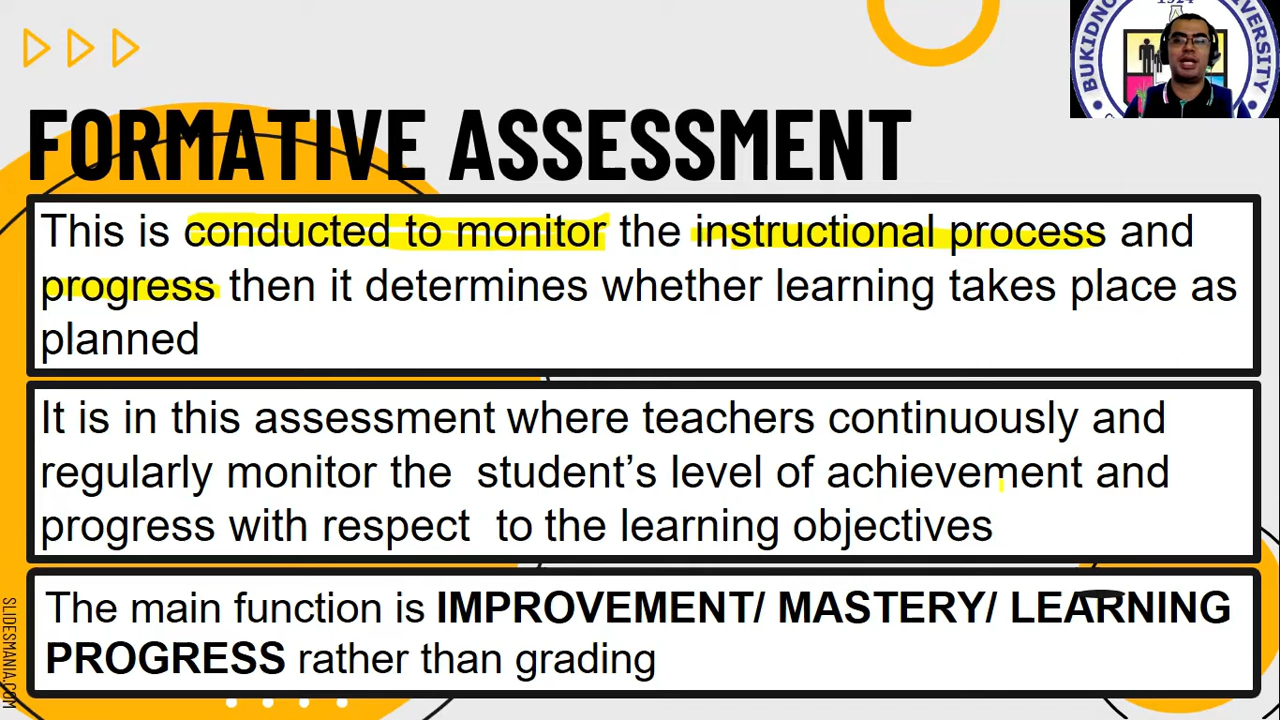 1924
BUKIDNO
VERSITY
FORMATIVE ASSESSMENT
This is conducted to monitor the instructional process and
progress then it determines whether learning takes place as
planned
It is in this assessment where teachers continuously and
regularly monitor the student’s level of achievement and
progress with respect to the learning objectives
The main function is IMPROVEMENT/ MASTERY/ LEARNING
PROGRESS rather than grading
SLIDESMANIA.COM